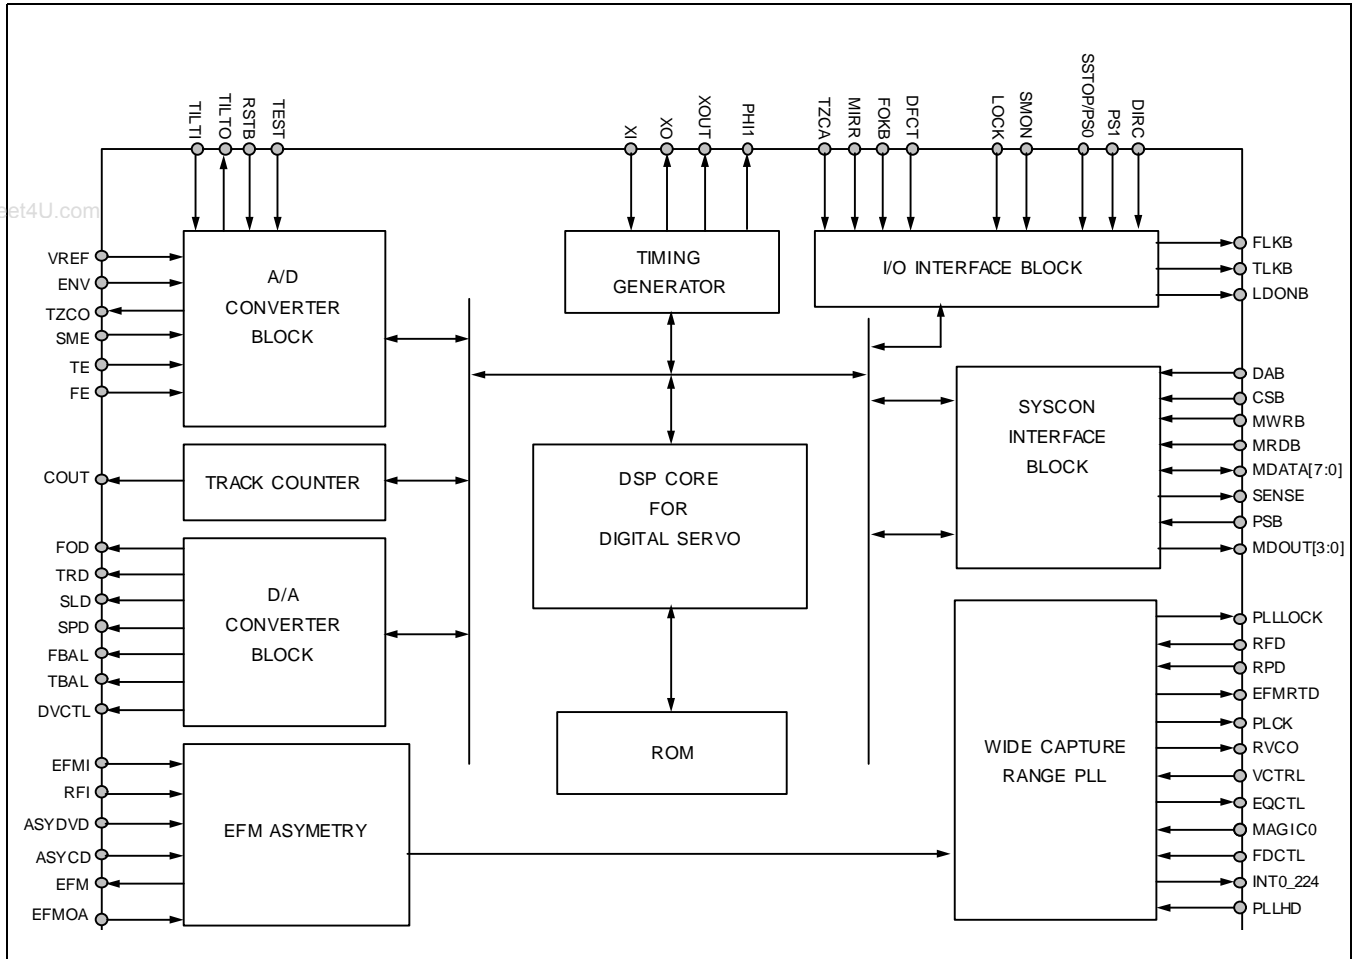 TILTI
TILTO
RSTB
TEST
XI
XO
XOUT
PHI1
TZCA
MIRR
FOKB
DFCT
LOCK
SMON
SSTOP/PS0
PS1
DIRC
eet4U.com
VREF
ENV
TZCO
SME
TE
FE
A/D
CONVERTER
BLOCK
TIMING
GENERATOR
I/O INTERFACE BLOCK
FLKB
TLKB
LDONB
COUT
TRACK COUNTER
DSP CORE
FOR
DIGITAL SERVO
SYSCON
INTERFACE
BLOCK
DAB
CSB
MWRB
MRDB
MDATA[7:0]
SENSE
PSB
MDOUT[3:0]
FOD
TRD
SLD
SPD
FBAL
TBAL
DVCTL
D/A
CONVERTER
BLOCK
ROM
WIDE CAPTURE
RANGE PLL
PLLLOCK
RFD
RPD
EFMRTD
PLCK
RVCO
VCTRL
EQCTL
MAGIC0
FDCTL
INT0_224
PLLHD
EFMI
RFI
ASYDVD
ASYCD
EFM
EFMOA
EFM ASYMETRY